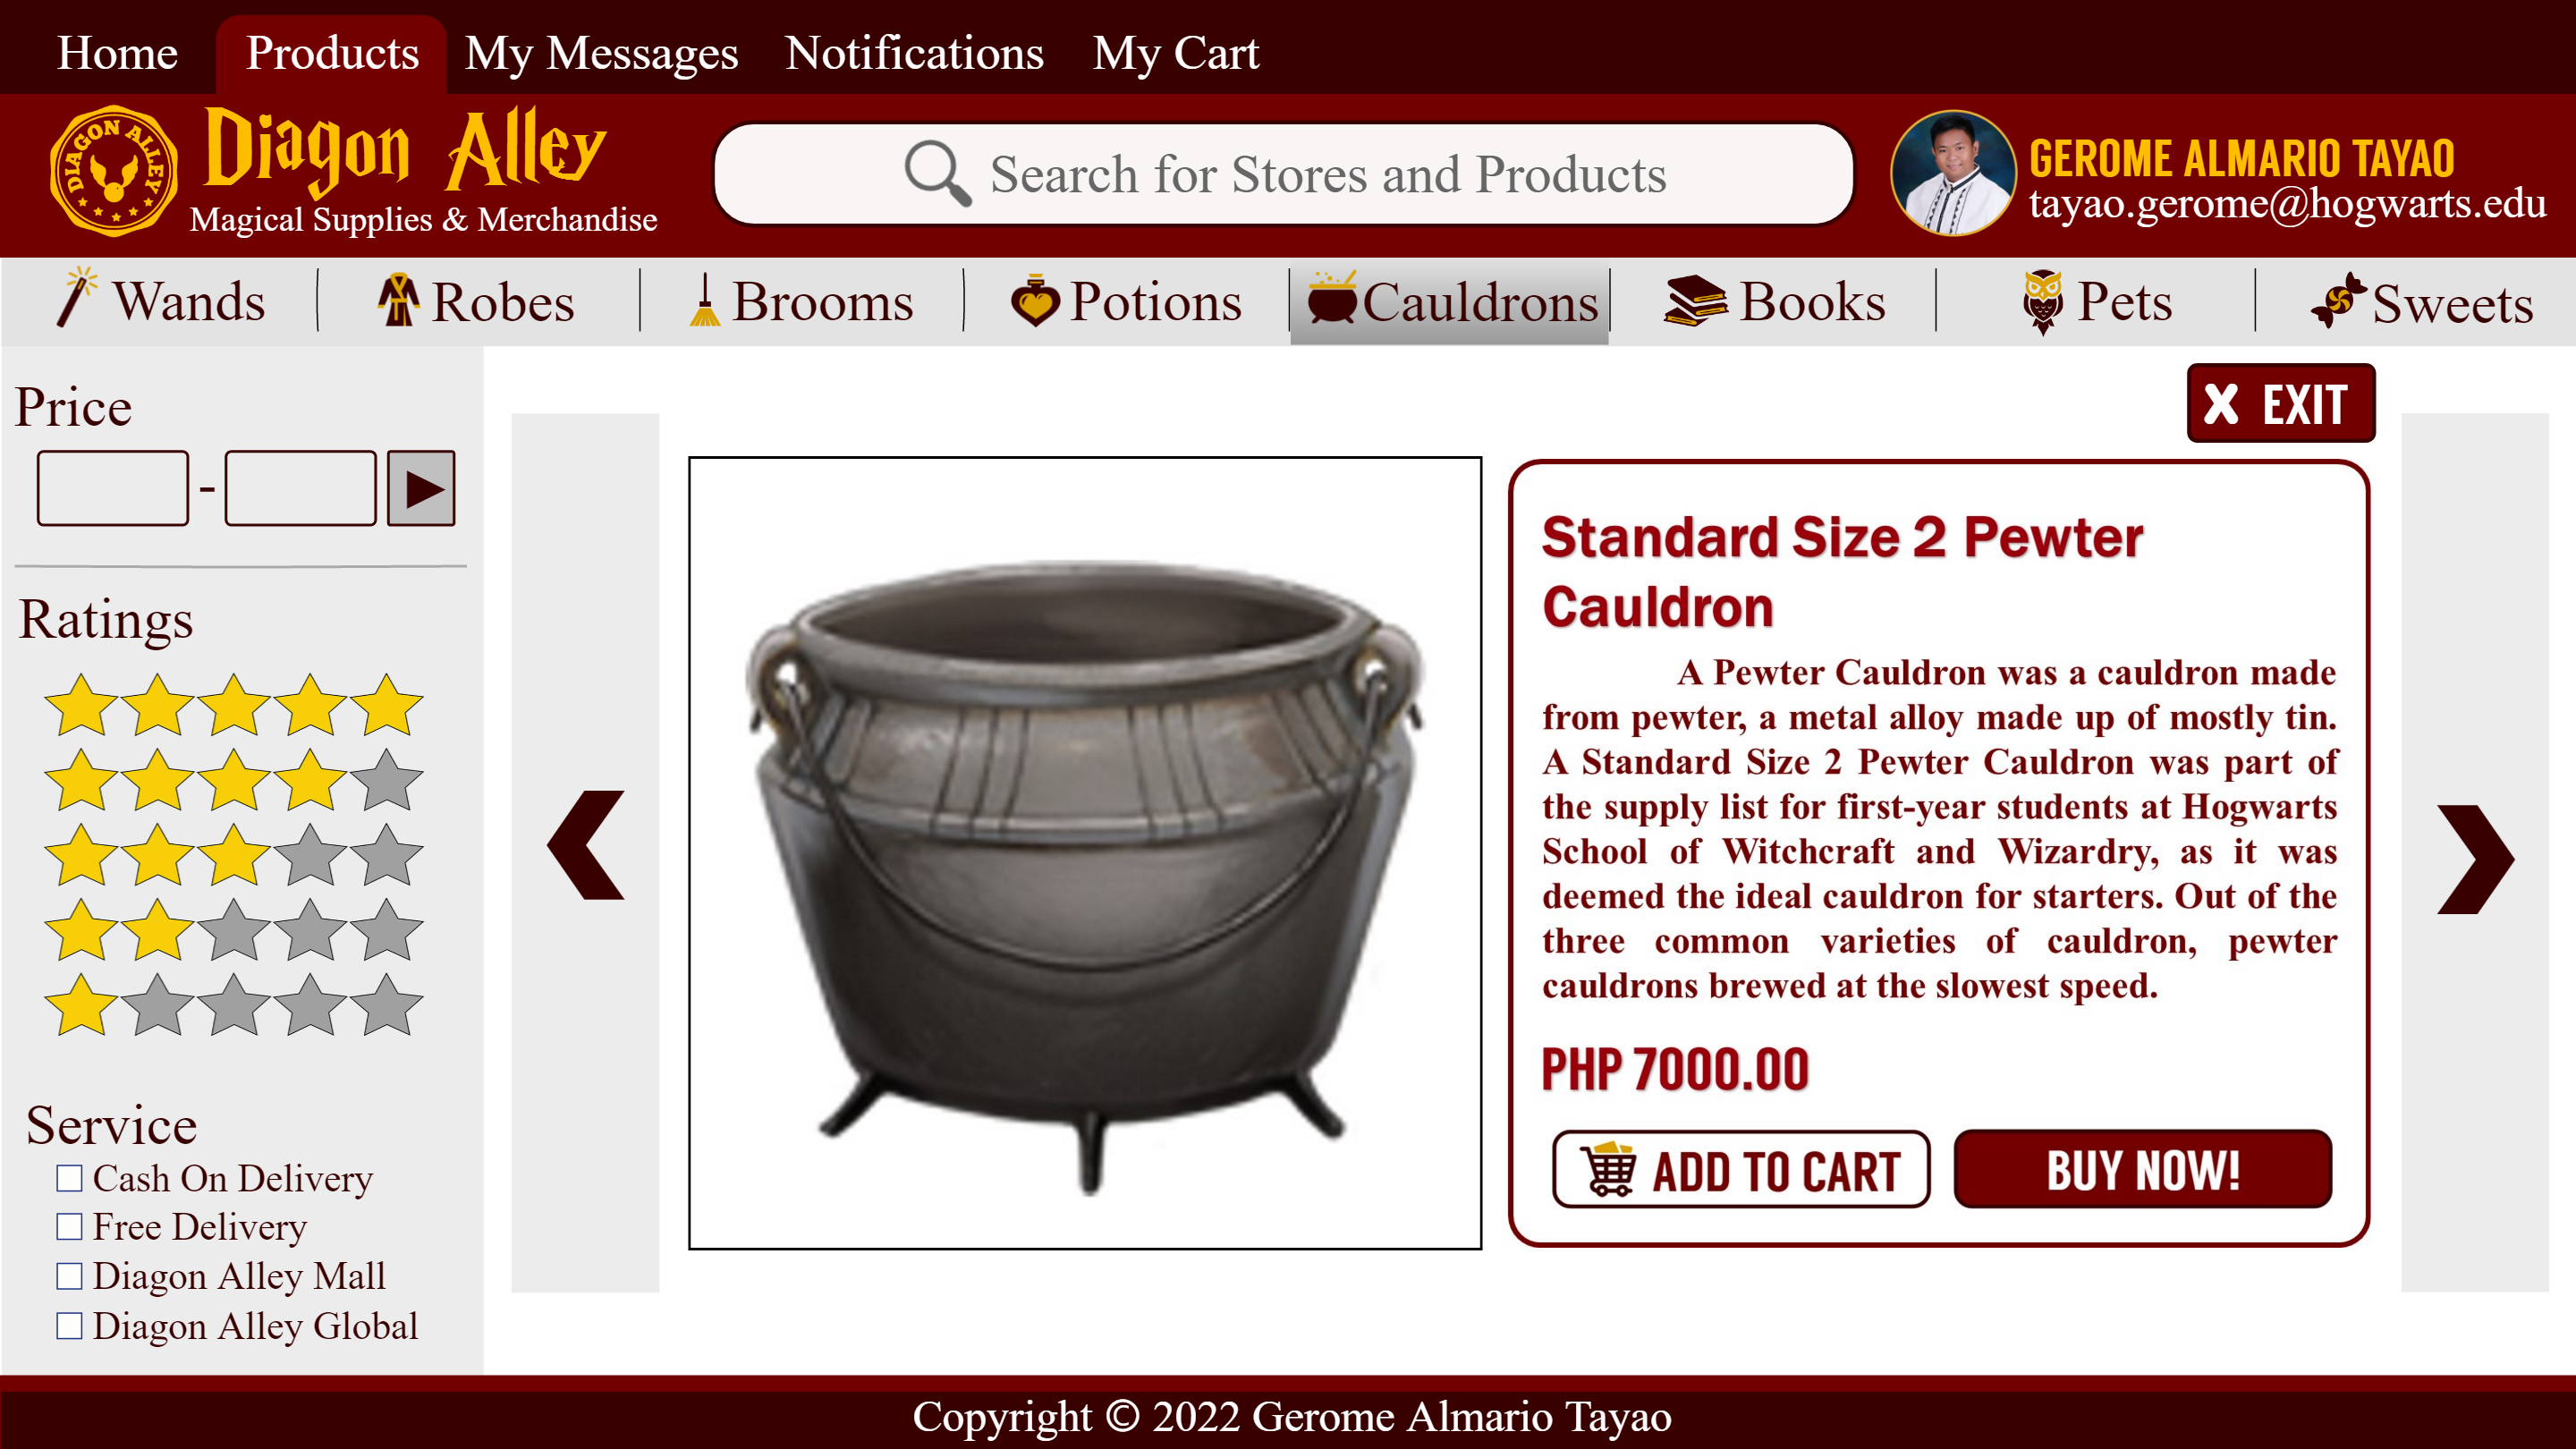 Home Products My Messages Notifications My Cart
DIAGON ALLEY
Diagon Alley
Magical Supplies & Merchandise
Search for Stores and Products
GEROME ALMARIO TAYAO
tayao.gerome@hogwarts.edu
Wands Robes Brooms Potions Cauldrons Books Pets Sweets
Price
-
Ratings
Service
Cash On Delivery
Free Delivery
Diagon Alley Mall
Diagon Alley Global
X EXIT
Standard Size 2 Pewter
Cauldron
A Pewter Cauldron was a cauldron made
from pewter, a metal alloy made up of mostly tin.
A Standard Size 2 Pewter Cauldron was part of
the supply list for first-year students at Hogwarts
School of Witchcraft and Wizardry, as it was
deemed the ideal cauldron for starters. Out of the
three common varieties of cauldron, pewter
cauldrons brewed at the slowest speed.
PHP 7000.00
ADD TO CART
BUY NOW!
Copyright © 2022 Gerome Almario Tayao